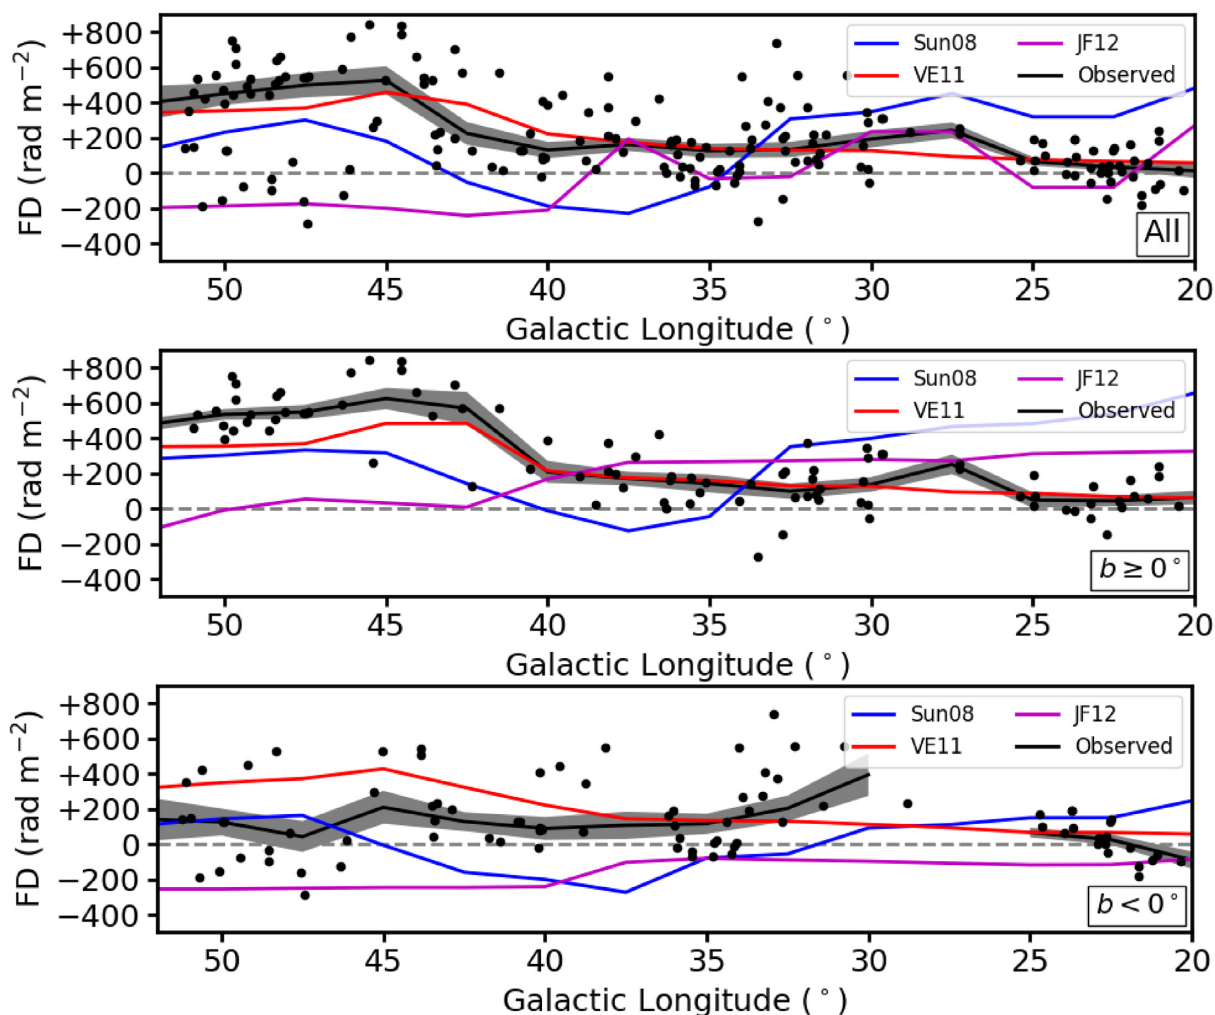 +800
+600
+400
+200
0
−200
−400
FD (rad m⁻²)
Sun08
VE11
JF12
Observed
All
50 45 40 35 30 25 20
Galactic Longitude (°)
+800
+600
+400
+200
0
−200
−400
FD (rad m⁻²)
Sun08
VE11
JF12
Observed
b ≥ 0°
50 45 40 35 30 25 20
Galactic Longitude (°)
+800
+600
+400
+200
0
−200
−400
FD (rad m⁻²)
Sun08
VE11
JF12
Observed
b < 0°
50 45 40 35 30 25 20
Galactic Longitude (°)